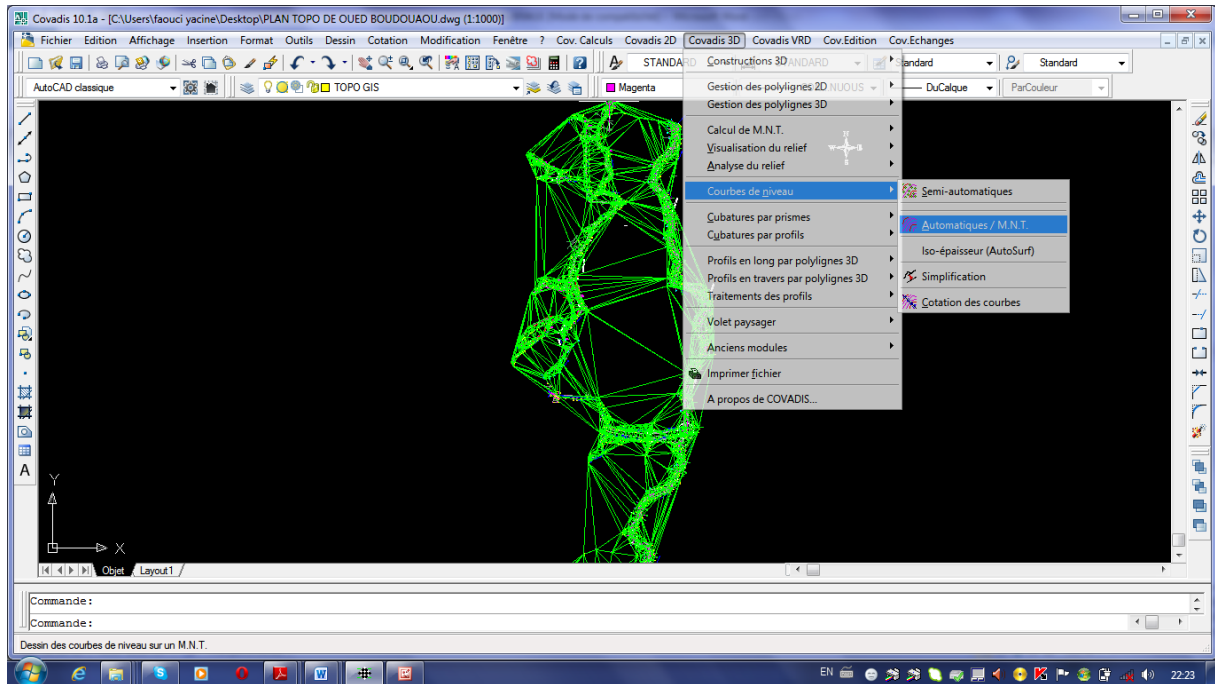 Covadis 10.1a - [C:\Users\faouci yacine\Desktop\PLAN TOPO DE OUED BOUDOUAOU.dwg (1:1000)]
Fichier Edition Affichage Insertion Format Outils Dessin Cotation Modification Fenêtre ? Cov. Calculs Covadis 2D Covadis 3D Covadis VRD Cov.Edition Cov.Echanges
STANDARD STANDARD Standard Standard
AutoCAD classique TOPO GIS Magenta NUOUS DuCalque ParCouleur
Constructions 3D
Gestion des polylignes 2D
Gestion des polylignes 3D
Calcul de M.N.T.
Visualisation du relief
Analyse du relief
Courbes de niveau
Cubatures par prismes
Cubatures par profils
Profils en long par polylignes 3D
Profils en travers par polylignes 3D
Traitements des profils
Volet paysager
Anciens modules
Imprimer fichier
A propos de COVADIS...
Semi-automatiques
Automatiques / M.N.T.
Iso-épaisseur (AutoSurf)
Simplification
Cotation des courbes
N
W
S
A
Y
X
Objet Layout1
Commande:
Commande:
Dessin des courbes de niveau sur un M.N.T.
EN 22:23